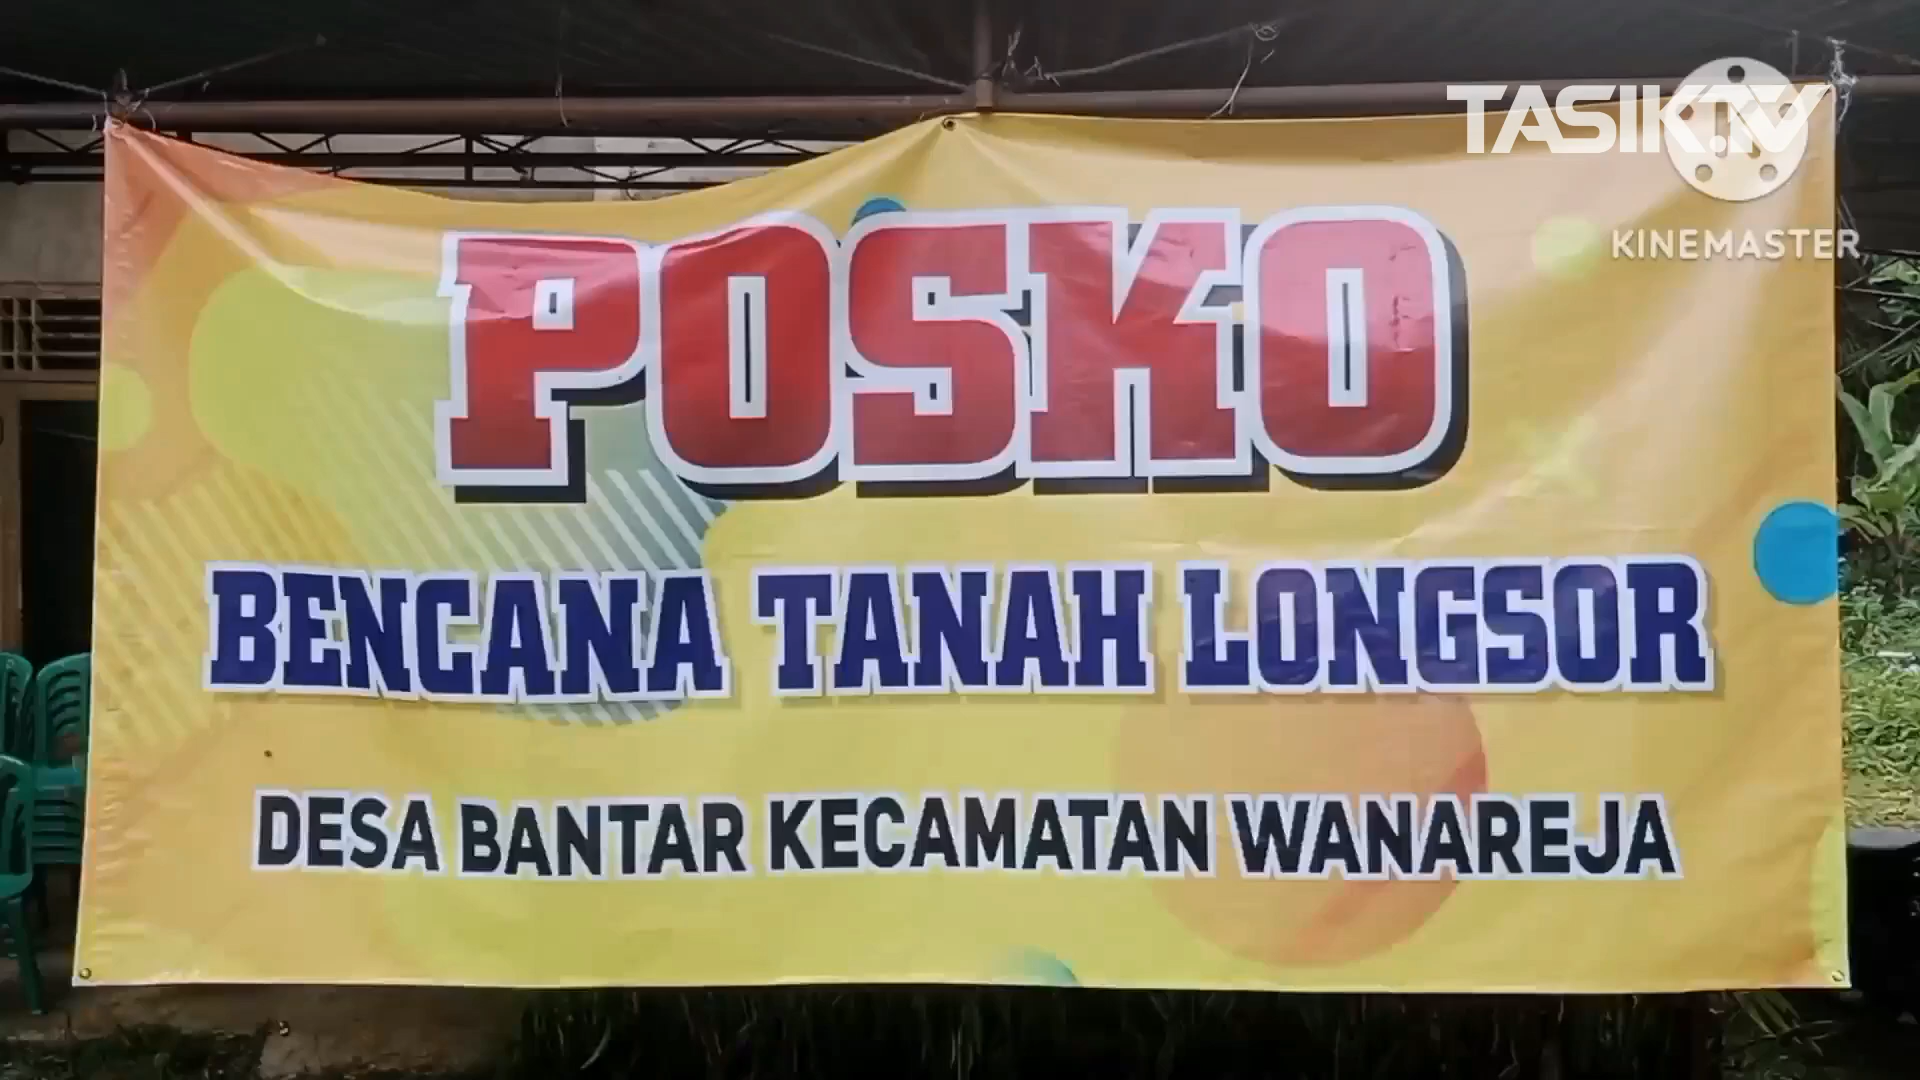 TASIK.TV
KINEMASTER
POSKO
BENCANA TANAH LONGSOR
DESA BANTAR KECAMATAN WANAREJA